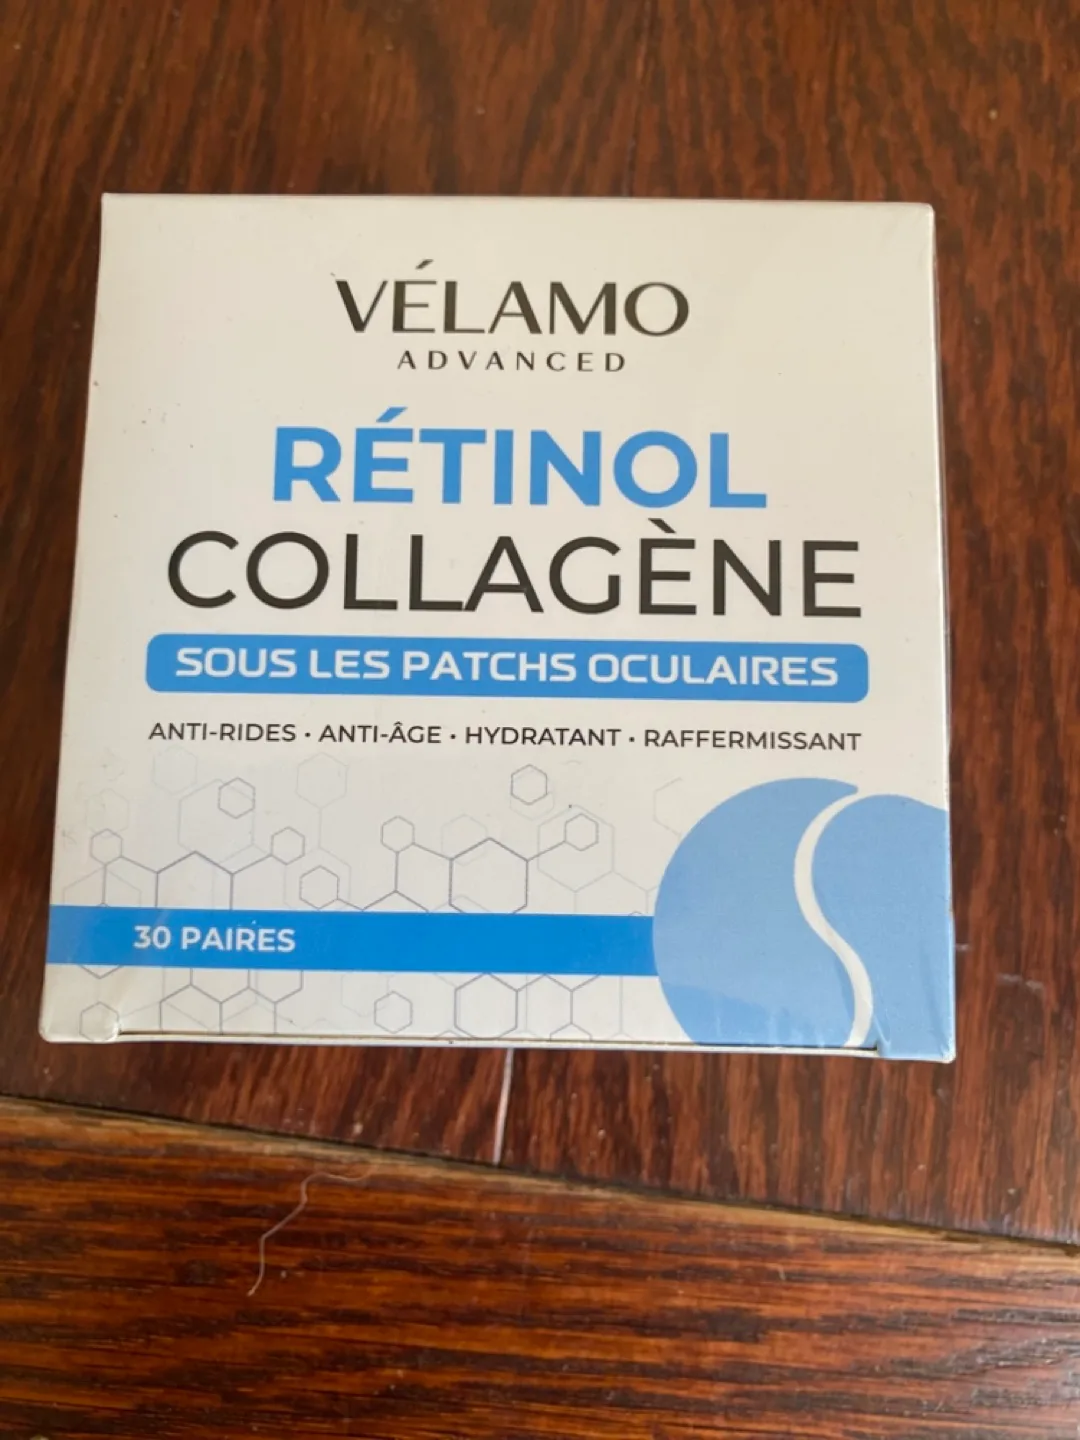 VÉLAMO
ADVANCED
RÉTINOL
COLLAGÈNE
SOUS LES PATCHS OCULAIRES
ANTI-RIDES • ANTI-ÂGE • HYDRATANT • RAFFERMISSANT
30 PAIRES